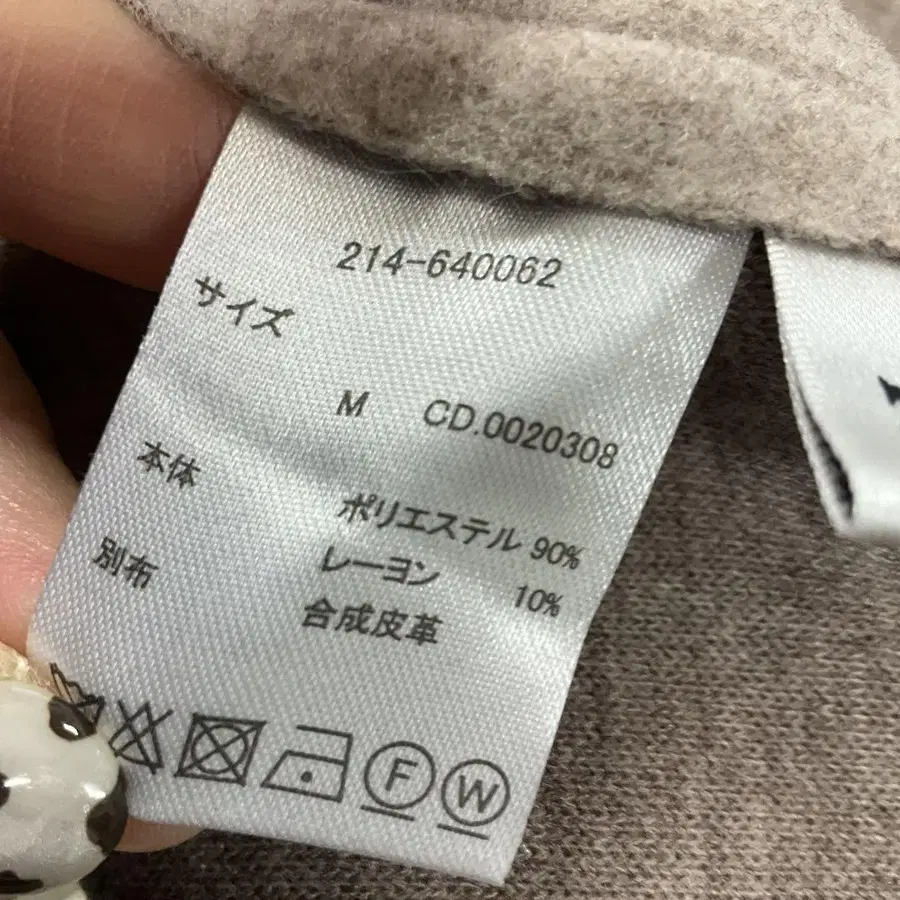 214-640062
サイズ
M CD.0020308
本体 ポリエステル 90%
レーヨン 10%
別布 合成皮革
F W